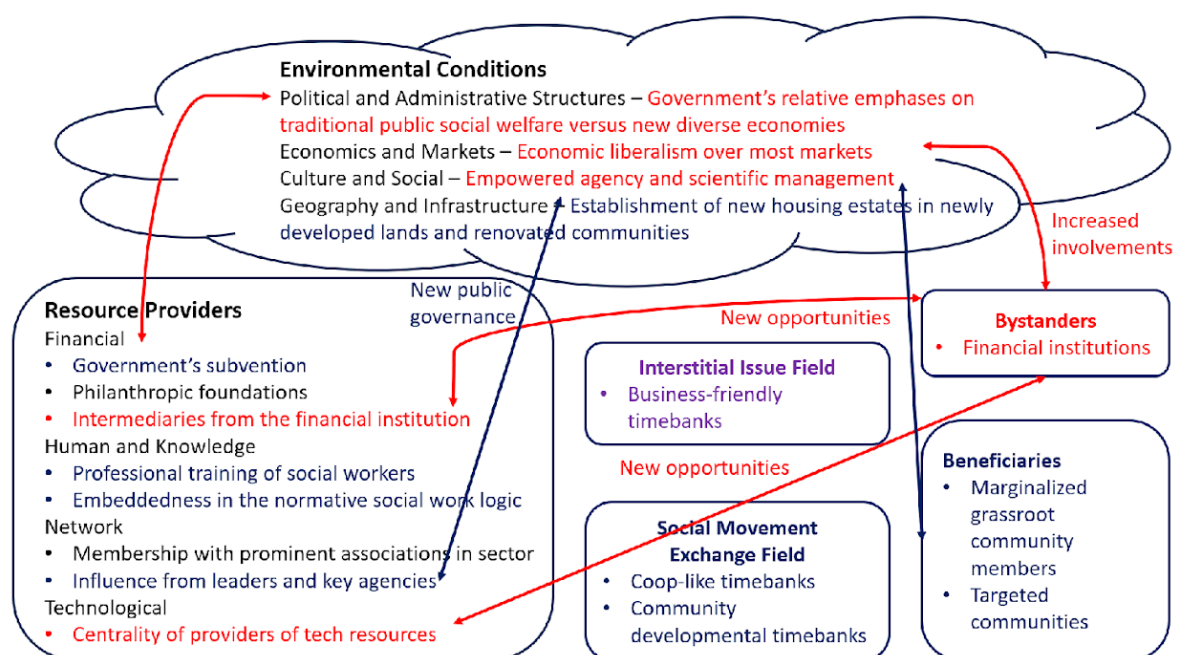 Environmental Conditions
Political and Administrative Structures – Government's relative emphases on
traditional public social welfare versus new diverse economies
Economics and Markets – Economic liberalism over most markets
Culture and Social – Empowered agency and scientific management
Geography and Infrastructure – Establishment of new housing estates in newly
developed lands and renovated communities
Increased
involvements
New public
governance
Resource Providers
Financial
• Government's subvention
• Philanthropic foundations
• Intermediaries from the financial institution
Human and Knowledge
• Professional training of social workers
• Embeddedness in the normative social work logic
Network
• Membership with prominent associations in sector
• Influence from leaders and key agencies
Technological
• Centrality of providers of tech resources
New opportunities
Bystanders
• Financial institutions
Interstitial Issue Field
• Business-friendly
timebanks
New opportunities
Social Movement
Exchange Field
• Coop-like timebanks
• Community
developmental timebanks
Beneficiaries
• Marginalized
grassroot
community
members
• Targeted
communities